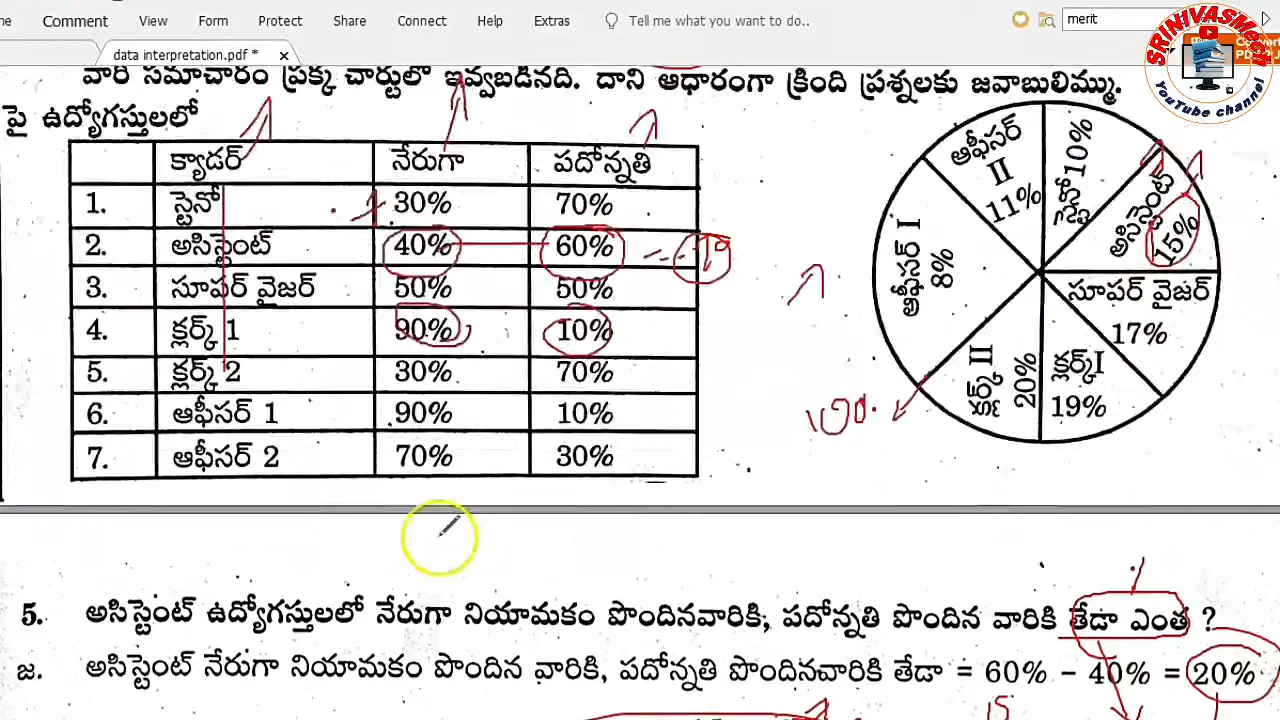 Comment View Form Protect Share Connect Help Extras Tell me what you want to do.. merit
data interpretation.pdf *
SRINIVASMech
YouTube channel
వారి సమాచారం ప్రక్క చార్టులో ఇవ్వబడినది. దాని ఆధారంగా క్రింది ప్రశ్నలకు జవాబులిమ్ము.
పై ఉద్యోగస్తులలో
క్యాడర్ నేరుగా పదోన్నతి
1. స్టెనో 30% 70%
2. అసిస్టెంట్ 40% 60%
3. సూపర్ వైజర్ 50% 50%
4. క్లర్క్ 1 90% 10%
5. క్లర్క్ 2 30% 70%
6. ఆఫీసర్ 1 90% 10%
7. ఆఫీసర్ 2 70% 30%
ఆఫీసర్ II 11%
స్టెనో 10%
అసిస్టెంట్ 15%
సూపర్ వైజర్ 17%
క్లర్క్ I 19%
క్లర్క్ II 20%
ఆఫీసర్ I 8%
5. అసిస్టెంట్ ఉద్యోగస్తులలో నేరుగా నియామకం పొందినవారికి, పదోన్నతి పొందిన వారికి తేడా ఎంత ?
జ. అసిస్టెంట్ నేరుగా నియామకం పొందిన వారికి, పదోన్నతి పొందినవారికి తేడా = 60% – 40% = 20%
15